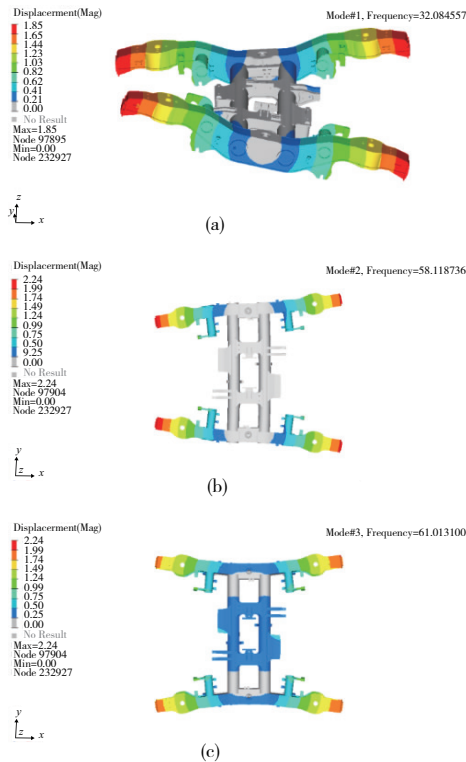 Displacement(Mag)
Mode#1, Frequency=32.084557
1.85
1.65
1.44
1.23
1.03
0.82
0.62
0.41
0.21
0.00
No Result
Max=1.85
Node 97895
Min=0.00
Node 232927
z
y
x
(a)
Displacement(Mag)
Mode#2, Frequency=58.118736
2.24
1.99
1.74
1.49
1.24
0.99
0.75
0.50
9.25
0.00
No Result
Max=2.24
Node 97904
Min=0.00
Node 232927
y
z
x
(b)
Displacement(Mag)
Mode#3, Frequency=61.013100
2.24
1.99
1.74
1.49
1.24
0.99
0.75
0.50
0.25
0.00
No Result
Max=2.24
Node 97904
Min=0.00
Node 232927
y
z
x
(c)